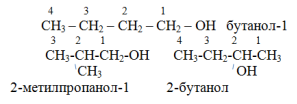 4 3 2 1
CH₃ – CH₂ – CH₂ – CH₂ – OH бутанол-1
3 2 1 4 3 2 1
CH₃-CH-CH₂-OH CH₃-CH₂-CH-CH₃
CH₃ OH
2-метилпропанол-1 2-бутанол